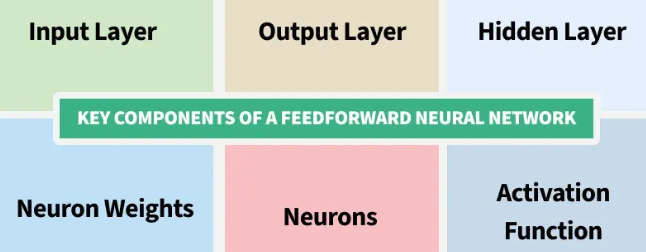 Input Layer
Output Layer
Hidden Layer
KEY COMPONENTS OF A FEEDFORWARD NEURAL NETWORK
Neuron Weights
Neurons
Activation
Function